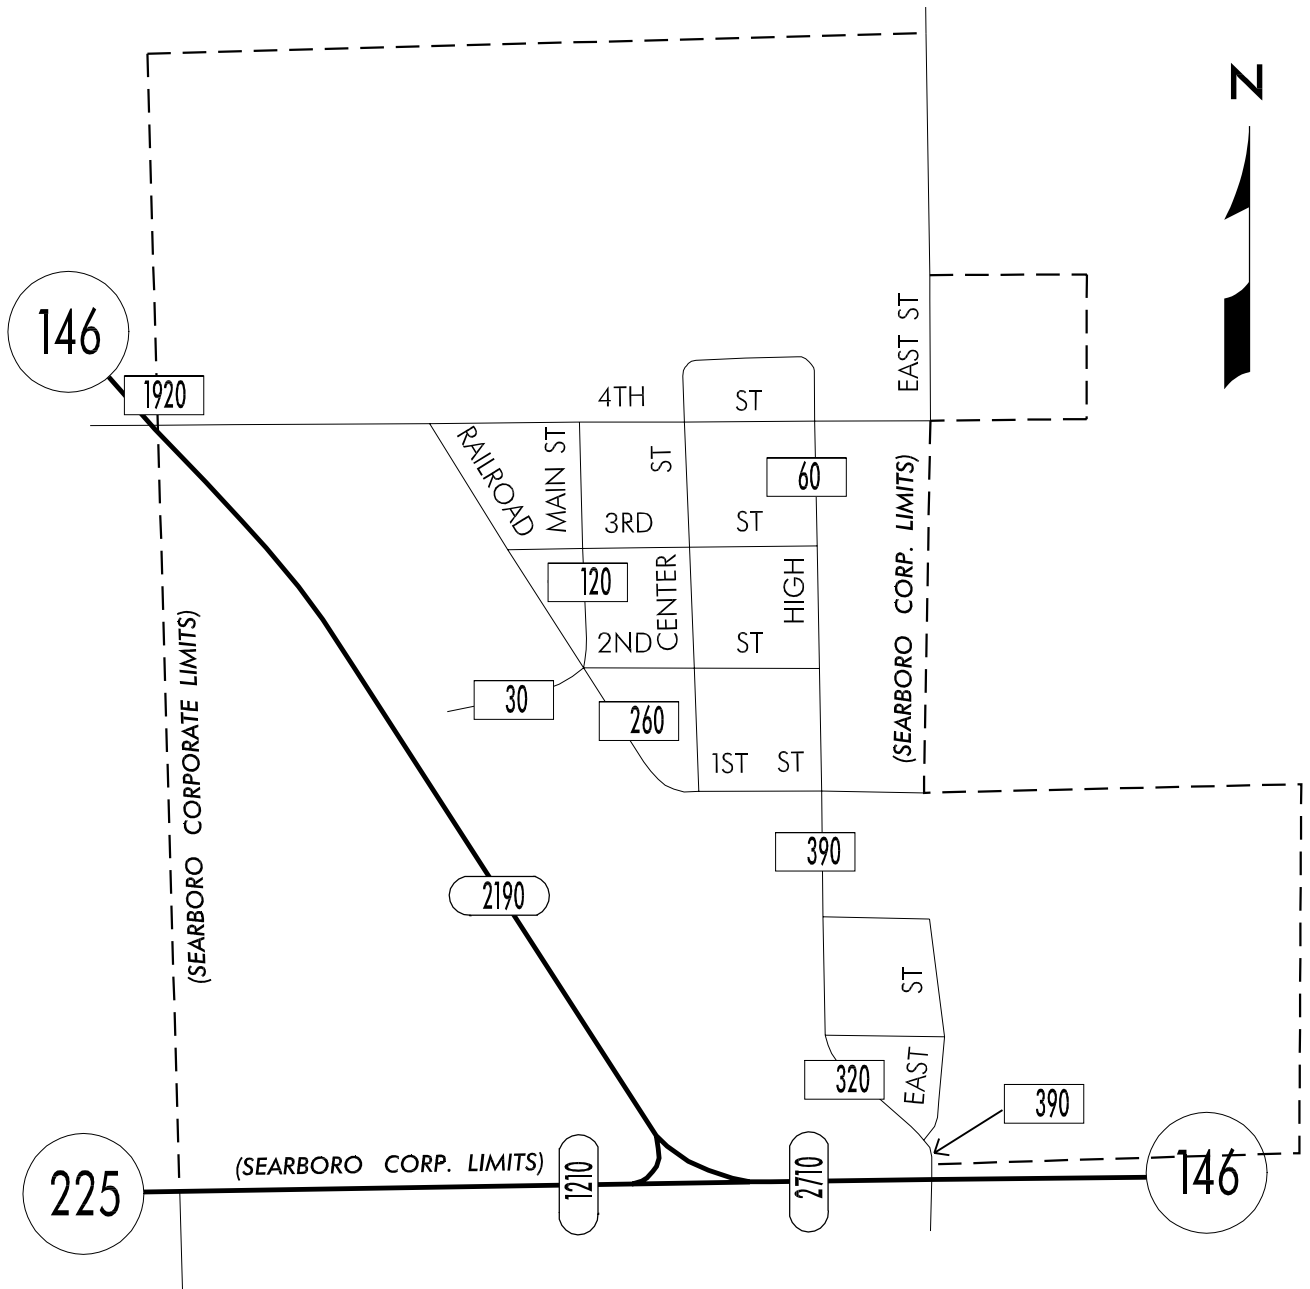 N
EAST ST
146
1920
4TH ST
RAILROAD
MAIN ST
CENTER ST
60
(SEARBORO CORP. LIMITS)
3RD ST
HIGH
120
2ND ST
(SEARBORO CORPORATE LIMITS)
30
260
1ST ST
390
2190
EAST ST
320
390
(SEARBORO CORP. LIMITS)
225
1210
2710
146